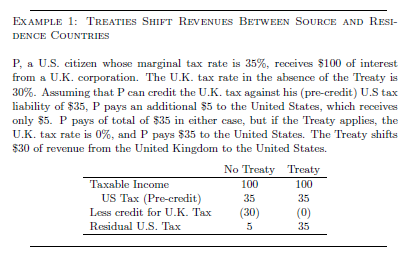 EXAMPLE 1: TREATIES SHIFT REVENUES BETWEEN SOURCE AND RESI-
DENCE COUNTRIES
P, a U.S. citizen whose marginal tax rate is 35%, receives $100 of interest
from a U.K. corporation. The U.K. tax rate in the absence of the Treaty is
30%. Assuming that P can credit the U.K. tax against his (pre-credit) U.S tax
liability of $35, P pays an additional $5 to the United States, which receives
only $5. P pays of total of $35 in either case, but if the Treaty applies, the
U.K. tax rate is 0%, and P pays $35 to the United States. The Treaty shifts
$30 of revenue from the United Kingdom to the United States.
No Treaty Treaty
Taxable Income 100 100
US Tax (Pre-credit) 35 35
Less credit for U.K. Tax (30) (0)
Residual U.S. Tax 5 35